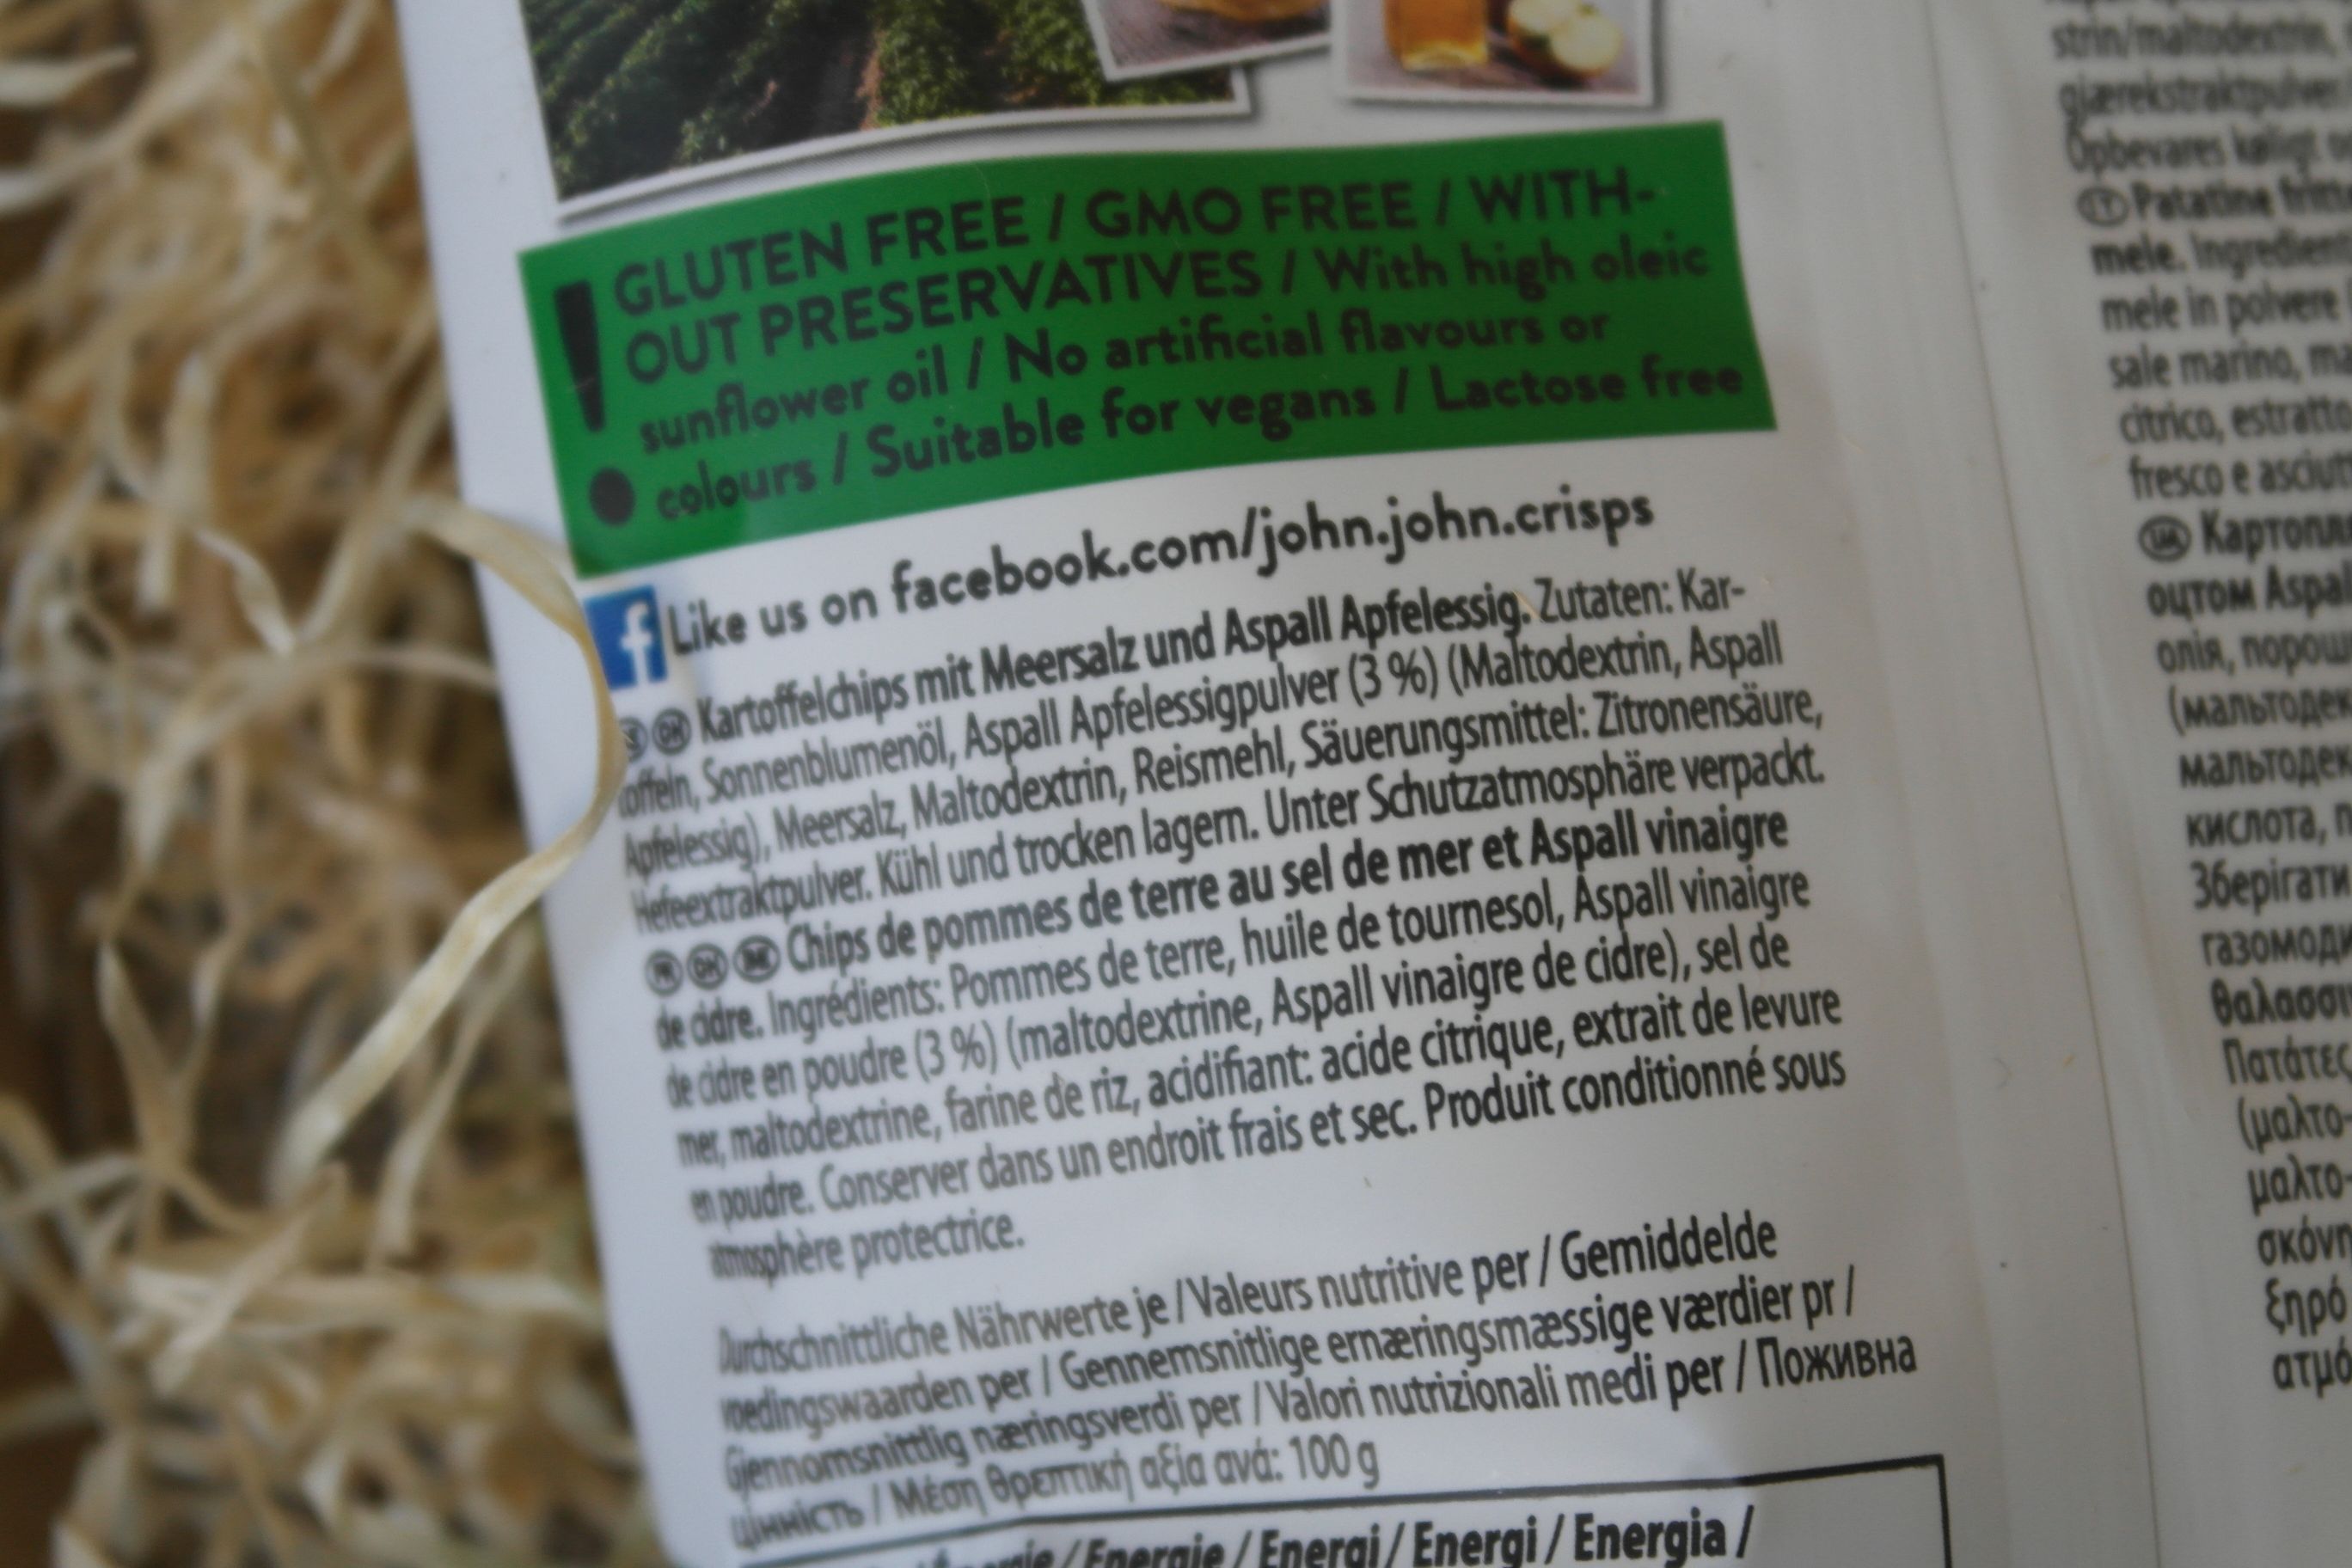 GLUTEN FREE / GMO FREE / WITH-
OUT PRESERVATIVES / With high oleic
sunflower oil / No artificial flavours or
colours / Suitable for vegans / Lactose free
f Like us on facebook.com/john.john.crisps
Kartoffelchips mit Meersalz und Aspall Apfelessig. Zutaten: Kar-
toffeln, Sonnenblumenöl, Aspall Apfelessigpulver (3 %) (Maltodextrin, Aspall
Apfelessig), Meersalz, Maltodextrin, Reismehl, Säuerungsmittel: Zitronensäure,
Hefeextraktpulver. Kühl und trocken lagern. Unter Schutzatmosphäre verpackt.
FR CH BE Chips de pommes de terre au sel de mer et Aspall vinaigre
de cidre. Ingrédients: Pommes de terre, huile de tournesol, Aspall vinaigre
de cidre en poudre (3 %) (maltodextrine, Aspall vinaigre de cidre), sel de
mer, maltodextrine, farine de riz, acidifiant: acide citrique, extrait de levure
en poudre. Conserver dans un endroit frais et sec. Produit conditionné sous
atmosphère protectrice.
Durchschnittliche Nährwerte je / Valeurs nutritive per / Gemiddelde
voedingswaarden per / Gennemsnitlige ernæringsmæssige værdier pr /
Gjennomsnittlig næringsverdi per / Valori nutrizionali medi per / Поживна
цінність / Μέση θρεπτική αξία ανά: 100 g
/ Energie / Energi / Energi / Energia /
strin/maltodextrin,
gjærekstraktpulver.
Opbevares køligt
IT Patatine fritte
mele. Ingredienti
mele in polvere
sale marino,
citrico, estratto
fresco e asciutt
UA Картопл
оцтом Aspall
олія, порош
(мальтодек
мальтодек
кислота,
Зберігати
газомоди
θαλασσι
Πατάτες
(μαλτο-
μαλτο-
σκόνη
ξηρό
ατμό